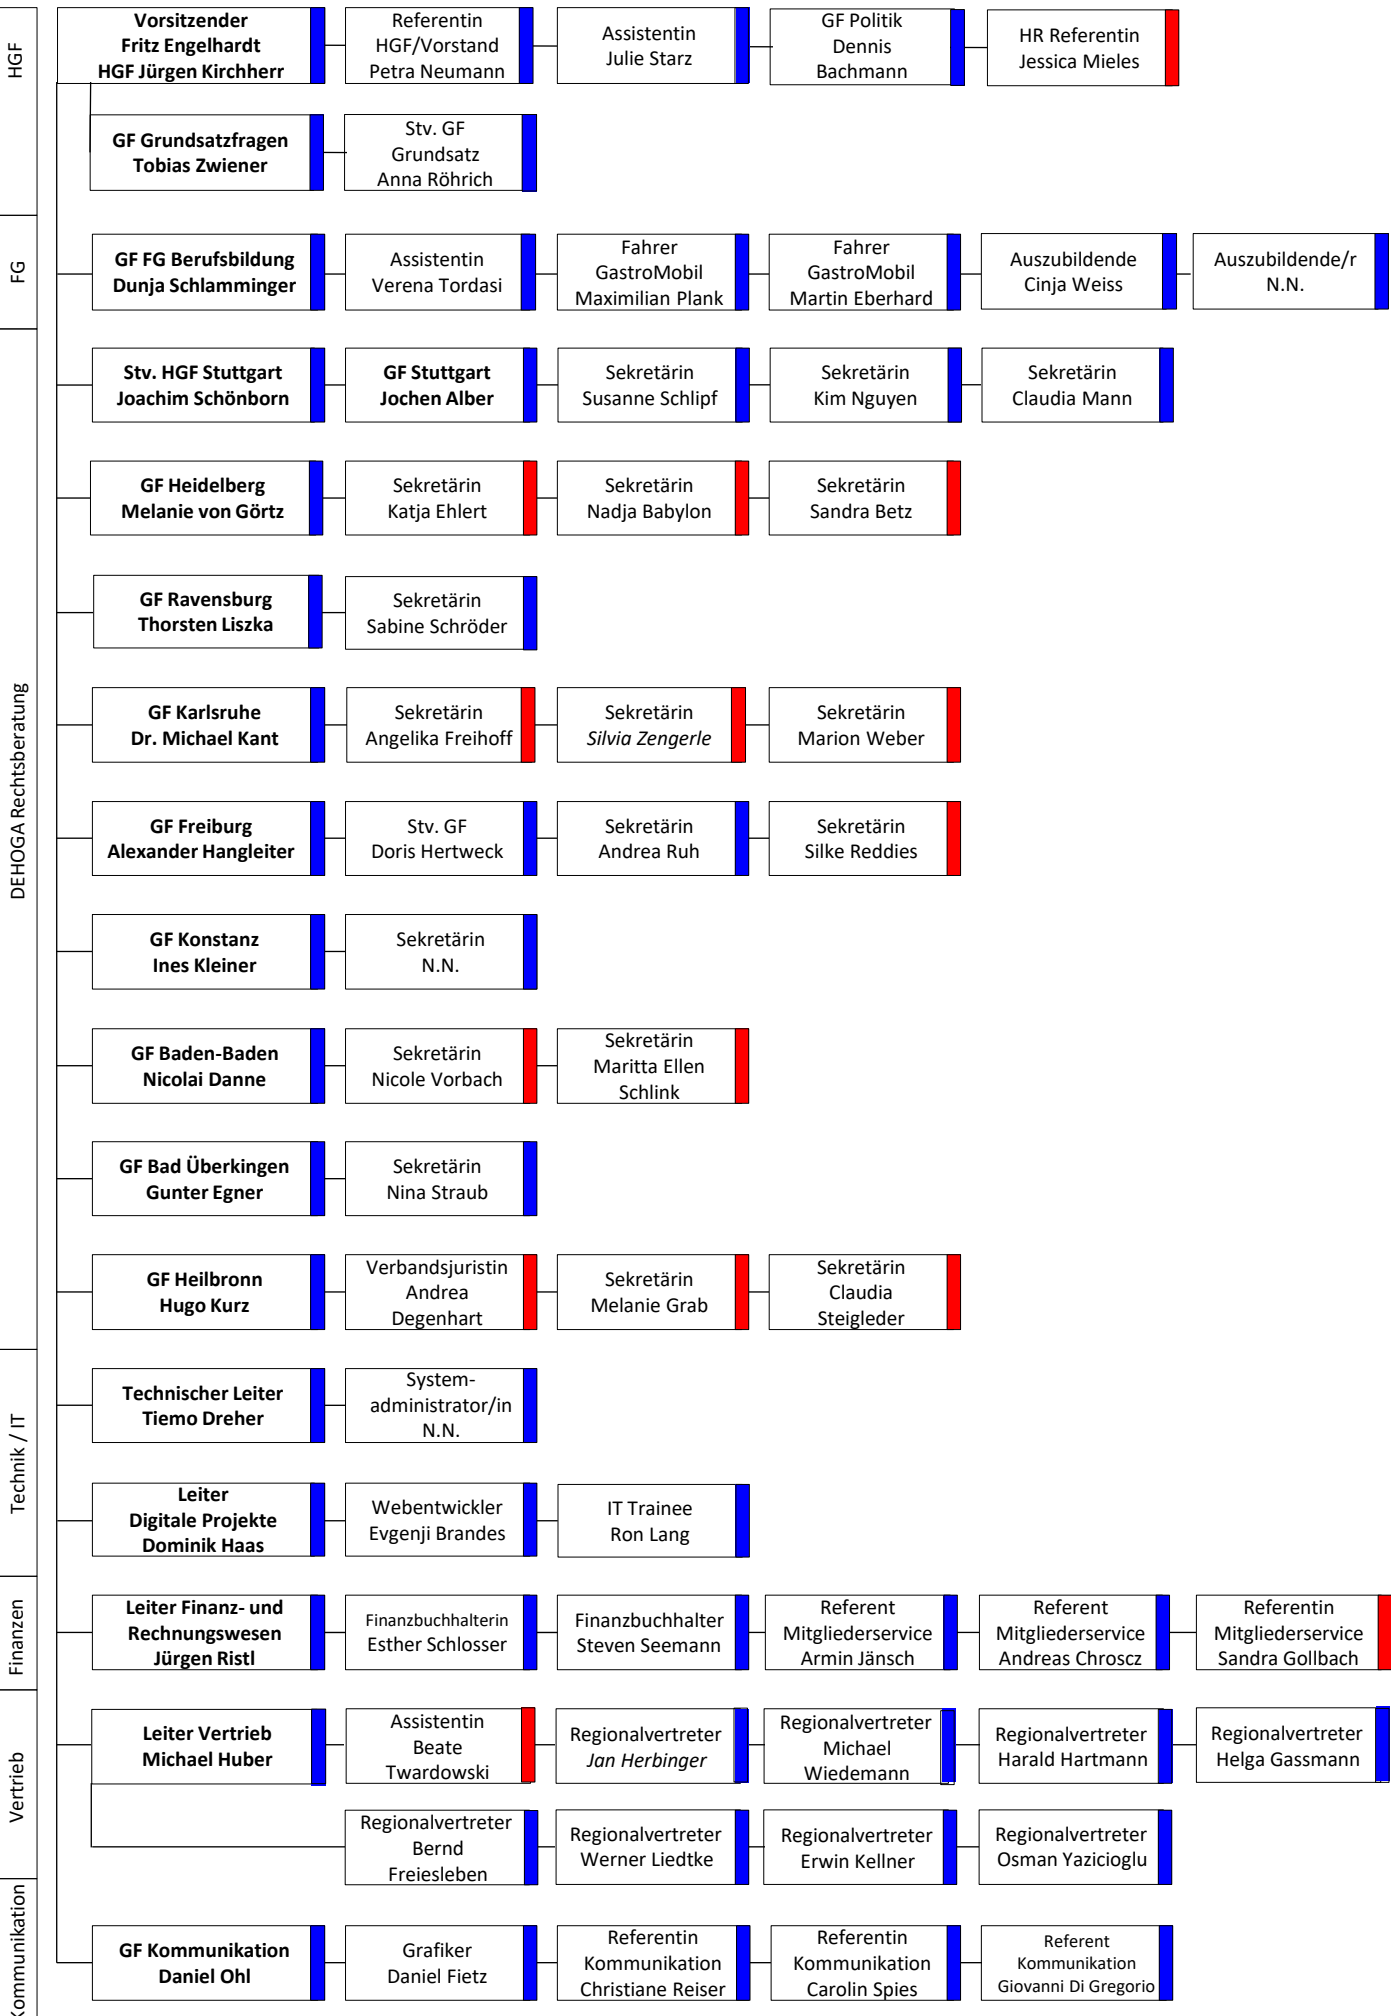 HGF
Vorsitzender
Fritz Engelhardt
HGF Jürgen Kirchherr
Referentin
HGF/Vorstand
Petra Neumann
Assistentin
Julie Starz
GF Politik
Dennis
Bachmann
HR Referentin
Jessica Mieles
GF Grundsatzfragen
Tobias Zwiener
Stv. GF
Grundsatz
Anna Röhrich
FG
GF FG Berufsbildung
Dunja Schlamminger
Assistentin
Verena Tordasi
Fahrer
GastroMobil
Maximilian Plank
Fahrer
GastroMobil
Martin Eberhard
Auszubildende
Cinja Weiss
Auszubildende/r
N.N.
DEHOGA Rechtsberatung
Stv. HGF Stuttgart
Joachim Schönborn
GF Stuttgart
Jochen Alber
Sekretärin
Susanne Schlipf
Sekretärin
Kim Nguyen
Sekretärin
Claudia Mann
GF Heidelberg
Melanie von Görtz
Sekretärin
Katja Ehlert
Sekretärin
Nadja Babylon
Sekretärin
Sandra Betz
GF Ravensburg
Thorsten Liszka
Sekretärin
Sabine Schröder
GF Karlsruhe
Dr. Michael Kant
Sekretärin
Angelika Freihoff
Sekretärin
Silvia Zengerle
Sekretärin
Marion Weber
GF Freiburg
Alexander Hangleiter
Stv. GF
Doris Hertweck
Sekretärin
Andrea Ruh
Sekretärin
Silke Reddies
GF Konstanz
Ines Kleiner
Sekretärin
N.N.
GF Baden-Baden
Nicolai Danne
Sekretärin
Nicole Vorbach
Sekretärin
Maritta Ellen
Schlink
GF Bad Überkingen
Gunter Egner
Sekretärin
Nina Straub
GF Heilbronn
Hugo Kurz
Verbandsjuristin
Andrea
Degenhart
Sekretärin
Melanie Grab
Sekretärin
Claudia
Steigleder
Technik / IT
Technischer Leiter
Tiemo Dreher
System-
administrator/in
N.N.
Leiter
Digitale Projekte
Dominik Haas
Webentwickler
Evgenji Brandes
IT Trainee
Ron Lang
Finanzen
Leiter Finanz- und
Rechnungswesen
Jürgen Ristl
Finanzbuchhalterin
Esther Schlosser
Finanzbuchhalter
Steven Seemann
Referent
Mitgliederservice
Armin Jänsch
Referent
Mitgliederservice
Andreas Chroscz
Referentin
Mitgliederservice
Sandra Gollbach
Vertrieb
Leiter Vertrieb
Michael Huber
Assistentin
Beate
Twardowski
Regionalvertreter
Jan Herbinger
Regionalvertreter
Michael
Wiedemann
Regionalvertreter
Harald Hartmann
Regionalvertreter
Helga Gassmann
Regionalvertreter
Bernd
Freiesleben
Regionalvertreter
Werner Liedtke
Regionalvertreter
Erwin Kellner
Regionalvertreter
Osman Yazicioglu
Kommunikation
GF Kommunikation
Daniel Ohl
Grafiker
Daniel Fietz
Referentin
Kommunikation
Christiane Reiser
Referentin
Kommunikation
Carolin Spies
Referent
Kommunikation
Giovanni Di Gregorio